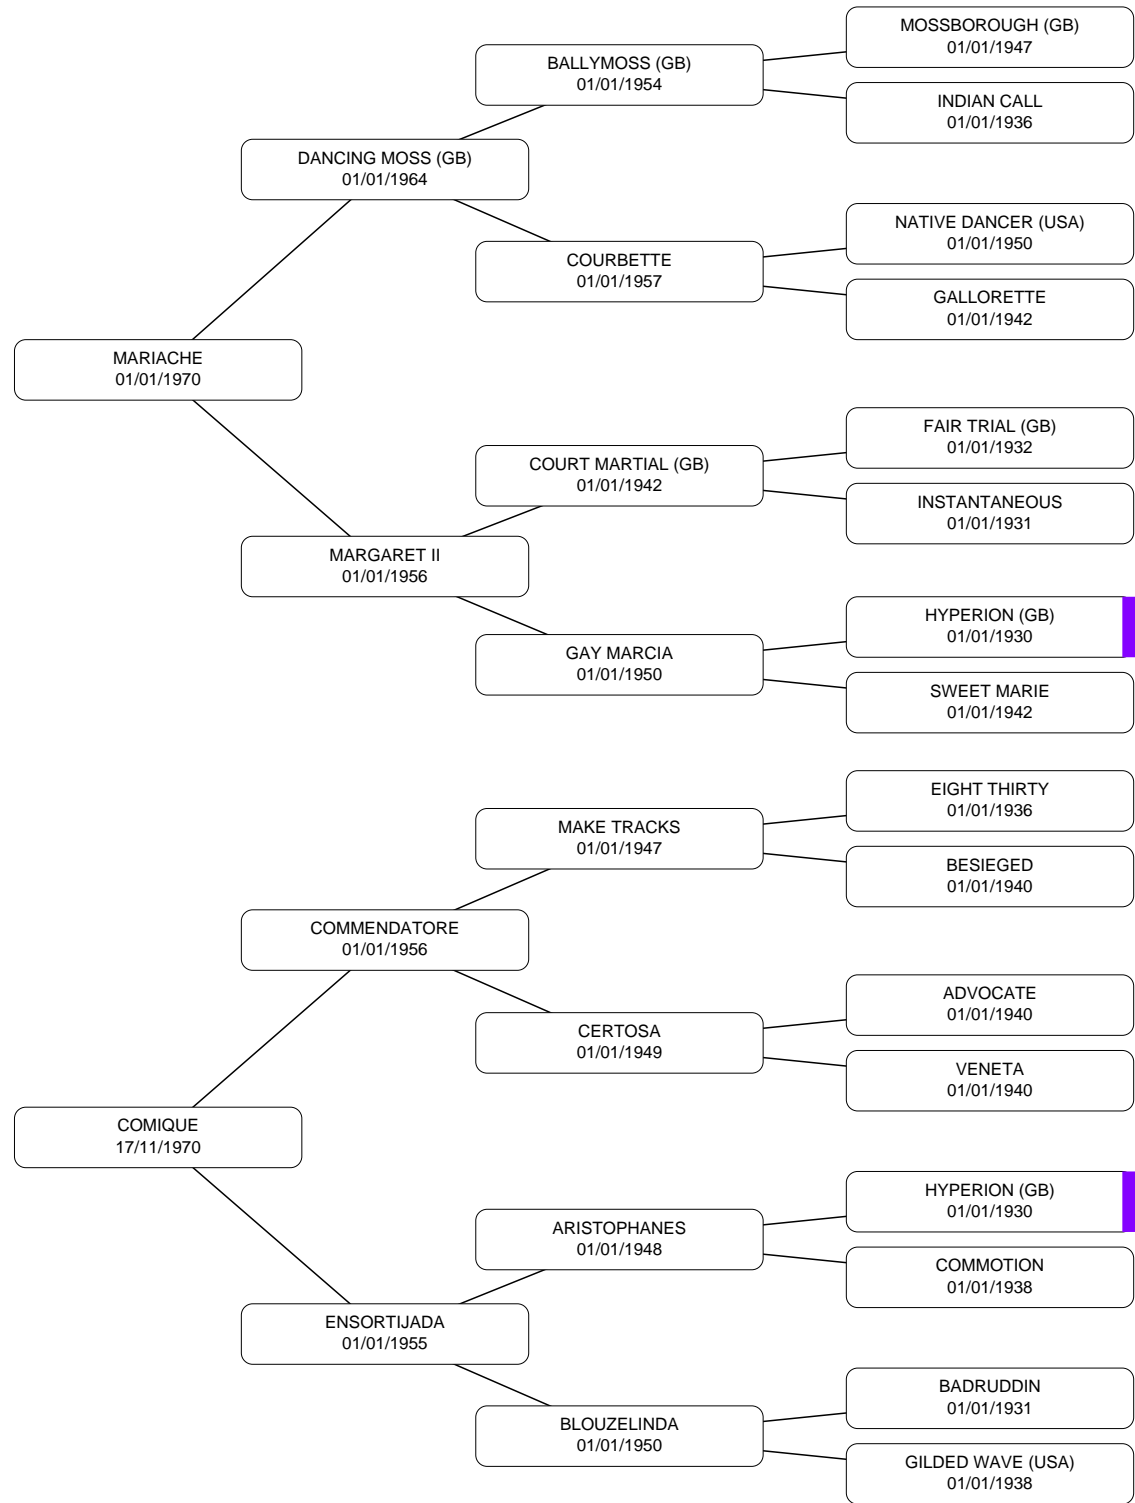 MOSSBOROUGH (GB)
01/01/1947
BALLYMOSS (GB)
01/01/1954
INDIAN CALL
01/01/1936
DANCING MOSS (GB)
01/01/1964
NATIVE DANCER (USA)
01/01/1950
COURBETTE
01/01/1957
GALLORETTE
01/01/1942
MARIACHE
01/01/1970
FAIR TRIAL (GB)
01/01/1932
COURT MARTIAL (GB)
01/01/1942
INSTANTANEOUS
01/01/1931
MARGARET II
01/01/1956
HYPERION (GB)
01/01/1930
GAY MARCIA
01/01/1950
SWEET MARIE
01/01/1942
EIGHT THIRTY
01/01/1936
MAKE TRACKS
01/01/1947
BESIEGED
01/01/1940
COMMENDATORE
01/01/1956
ADVOCATE
01/01/1940
CERTOSA
01/01/1949
VENETA
01/01/1940
COMIQUE
17/11/1970
HYPERION (GB)
01/01/1930
ARISTOPHANES
01/01/1948
COMMOTION
01/01/1938
ENSORTIJADA
01/01/1955
BADRUDDIN
01/01/1931
BLOUZELINDA
01/01/1950
GILDED WAVE (USA)
01/01/1938